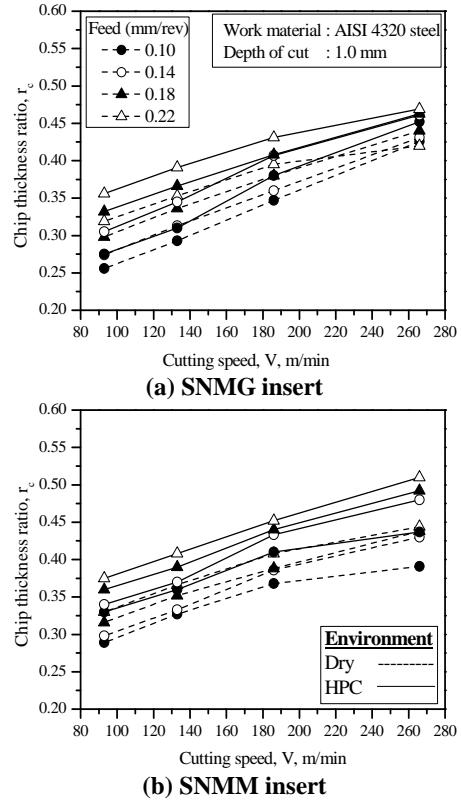 Feed (mm/rev)
0.10
0.14
0.18
0.22
Work material : AISI 4320 steel
Depth of cut : 1.0 mm
Chip thickness ratio, r_c
0.60
0.55
0.50
0.45
0.40
0.35
0.30
0.25
0.20
80 100 120 140 160 180 200 220 240 260 280
Cutting speed, V, m/min
(a) SNMG insert
Chip thickness ratio, r_c
0.60
0.55
0.50
0.45
0.40
0.35
0.30
0.25
0.20
Environment
Dry
HPC
80 100 120 140 160 180 200 220 240 260 280
Cutting speed, V, m/min
(b) SNMM insert